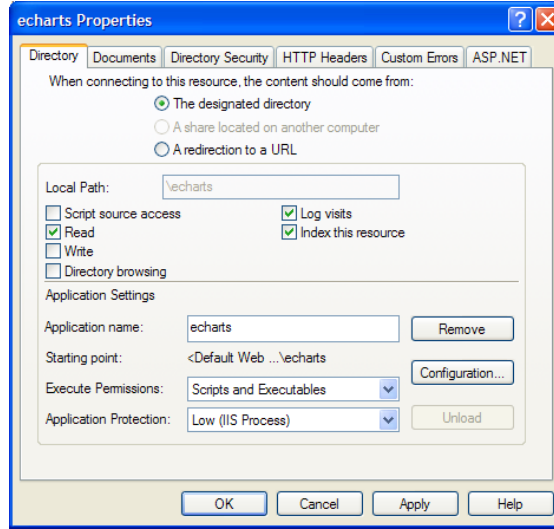 echarts Properties
Directory Documents Directory Security HTTP Headers Custom Errors ASP.NET
When connecting to this resource, the content should come from:
The designated directory
A share located on another computer
A redirection to a URL
Local Path: \echarts
Script source access Log visits
Read Index this resource
Write
Directory browsing
Application Settings
Application name: echarts Remove
Starting point: <Default Web ...\echarts
Configuration...
Execute Permissions: Scripts and Executables
Application Protection: Low (IIS Process) Unload
OK Cancel Apply Help